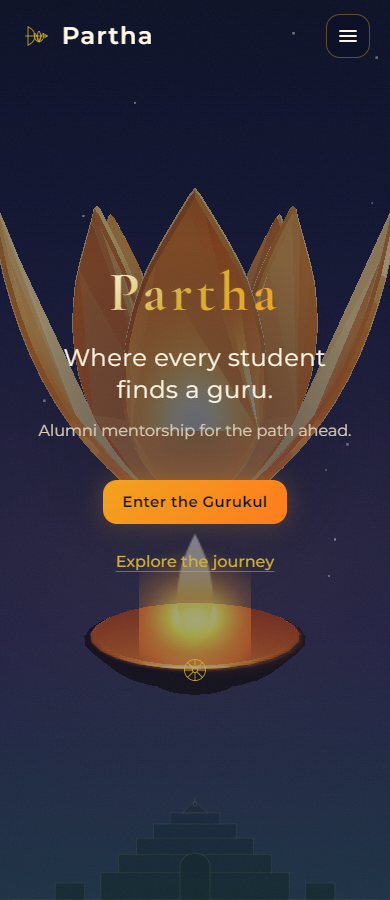 Partha
Partha
Where every student
finds a guru.
Alumni mentorship for the path ahead.
Enter the Gurukul
Explore the journey